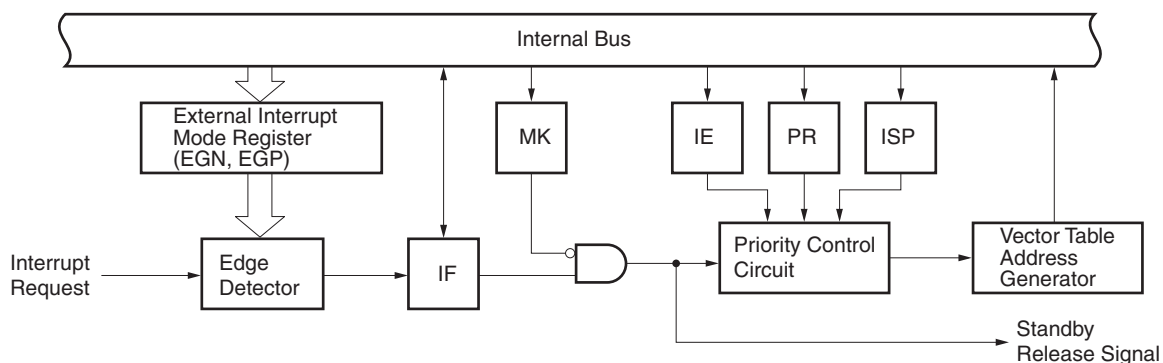 Internal Bus
External Interrupt
Mode Register
(EGN, EGP)
MK
IE
PR
ISP
Interrupt
Request
Edge
Detector
IF
Priority Control
Circuit
Vector Table
Address
Generator
Standby
Release Signal